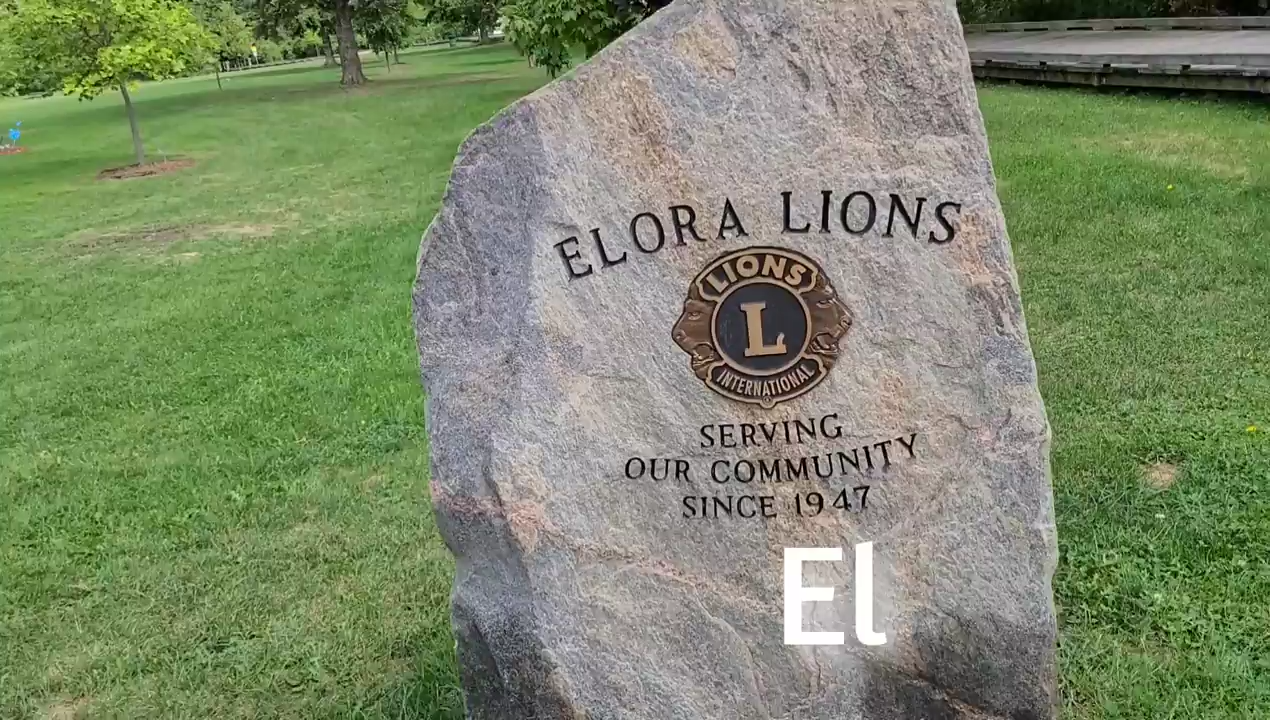 ELORA LIONS
LIONS
L
INTERNATIONAL
SERVING
OUR COMMUNITY
SINCE 1947
El